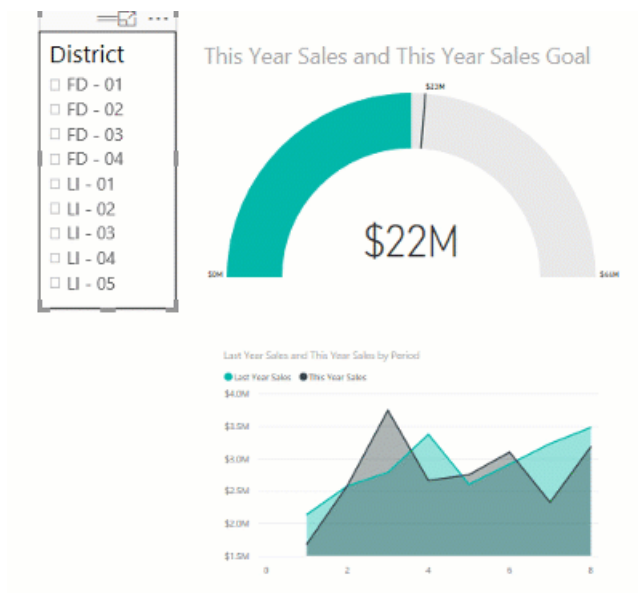 District
FD - 01
FD - 02
FD - 03
FD - 04
LI - 01
LI - 02
LI - 03
LI - 04
LI - 05
This Year Sales and This Year Sales Goal
$23M
$22M
$0M
Last Year Sales and This Year Sales by Period
Last Year Sales This Year Sales
$4.0M
$3.5M
$3.0M
$2.5M
$2.0M
$1.5M
0 2 4 6 8